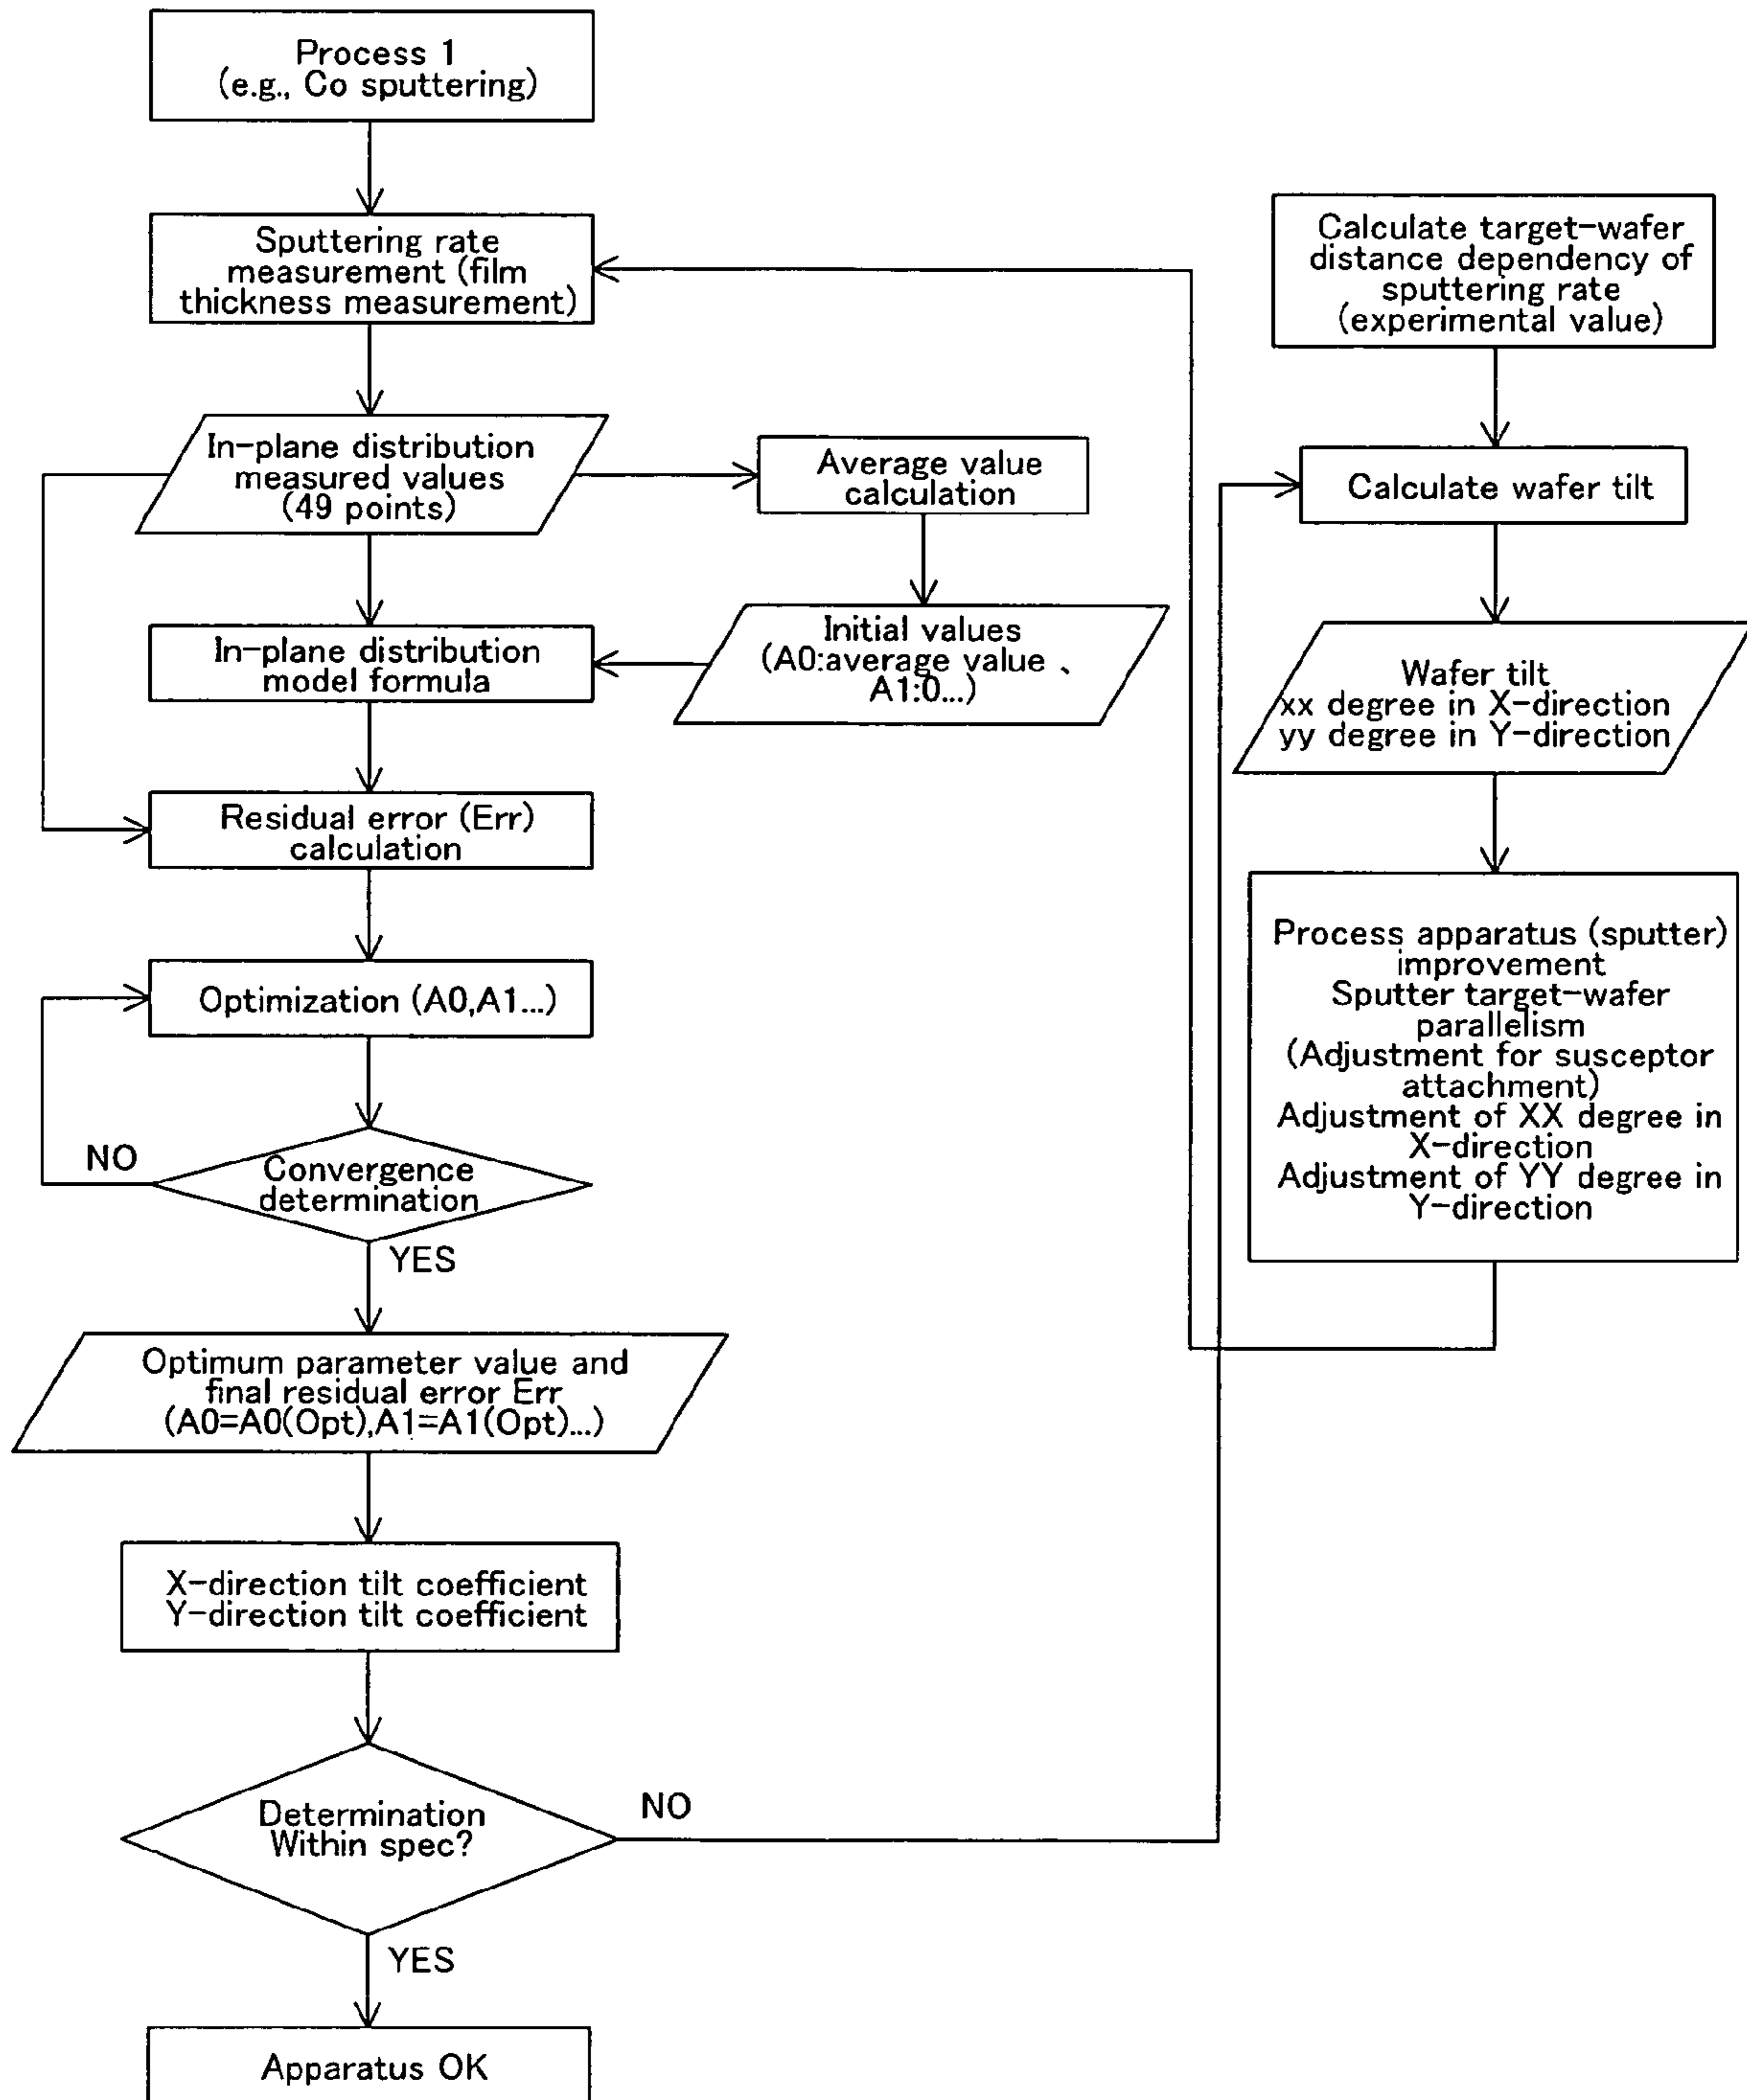 Process 1
(e.g., Co sputtering)
Sputtering rate
measurement (film
thickness measurement)
In-plane distribution
measured values
(49 points)
Average value
calculation
Initial values
(A0:average value 、
A1:0...)
In-plane distribution
model formula
Residual error (Err)
calculation
Optimization (A0,A1...)
NO
Convergence
determination
YES
Optimum parameter value and
final residual error Err
(A0=A0(Opt),A1=A1(Opt)...)
X-direction tilt coefficient
Y-direction tilt coefficient
Determination
Within spec?
NO
YES
Apparatus OK
Calculate target-wafer
distance dependency of
sputtering rate
(experimental value)
Calculate wafer tilt
Wafer tilt
xx degree in X-direction
yy degree in Y-direction
Process apparatus (sputter)
improvement
Sputter target-wafer
parallelism
(Adjustment for susceptor
attachment)
Adjustment of XX degree in
X-direction
Adjustment of YY degree in
Y-direction